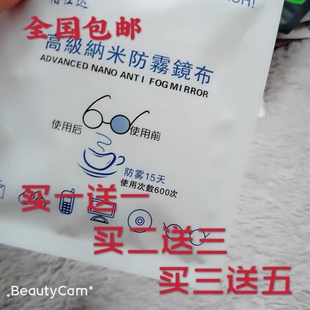 全国包邮
高級納米防霧鏡布
ADVANCED NANO ANTI FOGMIRROR
使用后 使用前
防雾15天
使用次數600次
买一送一
买二送三
买三送五
BeautyCam